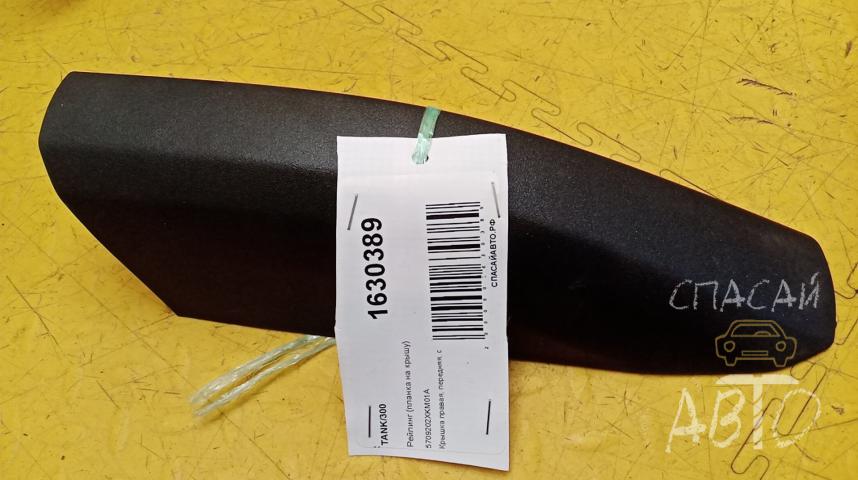 1630389
TANK/300
Рейлинг (планка на крышу)
5709202XKM01A
Крышка правая, передняя, с
СПАСАЙАВТО.РФ
СПАСАЙ
АВТО